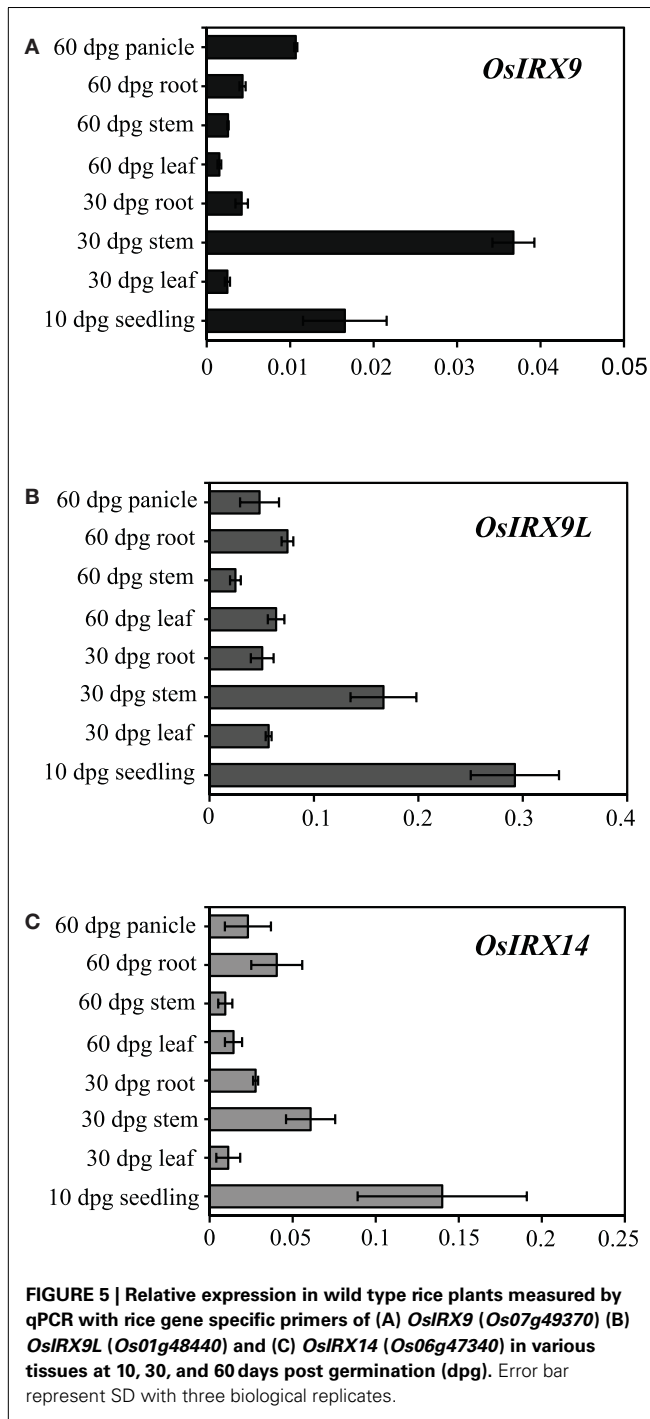 A
OsIRX9
60 dpg panicle
60 dpg root
60 dpg stem
60 dpg leaf
30 dpg root
30 dpg stem
30 dpg leaf
10 dpg seedling
0 0.01 0.02 0.03 0.04 0.05
B
OsIRX9L
60 dpg panicle
60 dpg root
60 dpg stem
60 dpg leaf
30 dpg root
30 dpg stem
30 dpg leaf
10 dpg seedling
0 0.1 0.2 0.3 0.4
C
OsIRX14
60 dpg panicle
60 dpg root
60 dpg stem
60 dpg leaf
30 dpg root
30 dpg stem
30 dpg leaf
10 dpg seedling
0 0.05 0.1 0.15 0.2 0.25
FIGURE 5 | Relative expression in wild type rice plants measured by
qPCR with rice gene specific primers of (A) OsIRX9 (Os07g49370) (B)
OsIRX9L (Os01g48440) and (C) OsIRX14 (Os06g47340) in various
tissues at 10, 30, and 60 days post germination (dpg). Error bar
represent SD with three biological replicates.